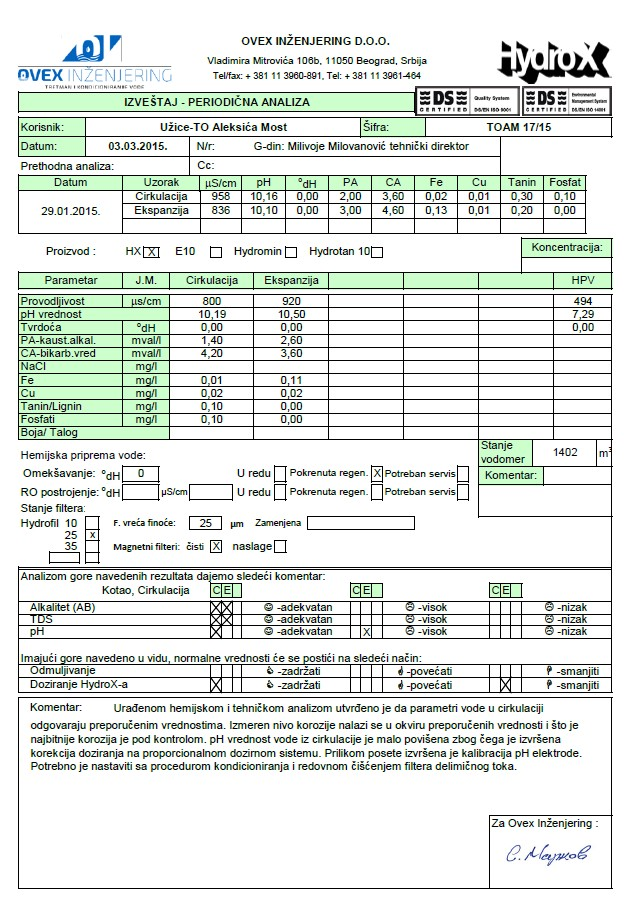 OVEX INŽENJERING
TRETMAN I KONDICIONIRANJE VODE
OVEX INŽENJERING D.O.O.
Vladimira Mitrovića 106b, 11050 Beograd, Srbija
Tel/fax: + 381 11 3960-891, Tel: + 381 11 3961-464
HydroX
IZVEŠTAJ - PERIODIČNA ANALIZA
DS CERTIFIED Quality System DS/EN ISO 9001
DS CERTIFIED Environmental Management System DS/EN ISO 14001
Korisnik: Užice-TO Aleksića Most Šifra: TOAM 17/15
Datum: 03.03.2015. N/r: G-din: Milivoje Milovanović tehnički direktor
Prethodna analiza: Cc:
Datum Uzorak µS/cm pH °dH PA CA Fe Cu Tanin Fosfat
29.01.2015. Cirkulacija 958 10,16 0,00 2,00 3,60 0,02 0,01 0,30 0,10
Ekspanzija 836 10,10 0,00 3,00 4,60 0,13 0,01 0,20 0,00
Proizvod : HX X E10 Hydromin Hydrotan 10 Koncentracija:
Parametar J.M. Cirkulacija Ekspanzija HPV
Provodljivost µs/cm 800 920 494
pH vrednost 10,19 10,50 7,29
Tvrdoća °dH 0,00 0,00 0,00
PA-kaust.alkal. mval/l 1,40 2,60
CA-bikarb.vred mval/l 4,20 3,60
NaCl mg/l
Fe mg/l 0,01 0,11
Cu mg/l 0,02 0,02
Tanin/Lignin mg/l 0,10 0,00
Fosfati mg/l 0,10 0,00
Boja/ Talog
Hemijska priprema vode: Stanje vodomer 1402 m³
Omekšavanje: °dH 0 U redu Pokrenuta regen. X Potreban servis Komentar:
RO postrojenje: °dH µS/cm U redu Pokrenuta regen. Potreban servis
Stanje filtera:
Hydrofil 10 F. vreća finoće: 25 µm Zamenjena
25 x
35 Magnetni filteri: čisti X naslage
Analizom gore navedenih rezultata dajemo sledeći komentar:
Kotao, Cirkulacija C E C E C E
Alkalitet (AB) X X ☺ -adekvatan ☹ -visok ☹ -nizak
TDS X X ☺ -adekvatan ☹ -visok ☹ -nizak
pH X ☺ -adekvatan X ☹ -visok ☹ -nizak
Imajući gore navedeno u vidu, normalne vrednosti će se postići na sledeći način:
Odmuljivanje -zadržati -povećati -smanjiti
Doziranje HydroX-a X -zadržati -povećati X -smanjiti
Komentar: Urađenom hemijskom i tehničkom analizom utvrđeno je da parametri vode u cirkulaciji
odgovaraju preporučenim vrednostima. Izmeren nivo korozije nalazi se u okviru preporučenih vrednosti i što je
najbitnije korozija je pod kontrolom. pH vrednost vode iz cirkulacije je malo povišena zbog čega je izvršena
korekcija doziranja na proporcionalnom dozirnom sistemu. Prilikom posete izvršena je kalibracija pH elektrode.
Potrebno je nastaviti sa procedurom kondicioniranja i redovnom čišćenjem filtera delimičnog toka.
Za Ovex Inženjering :